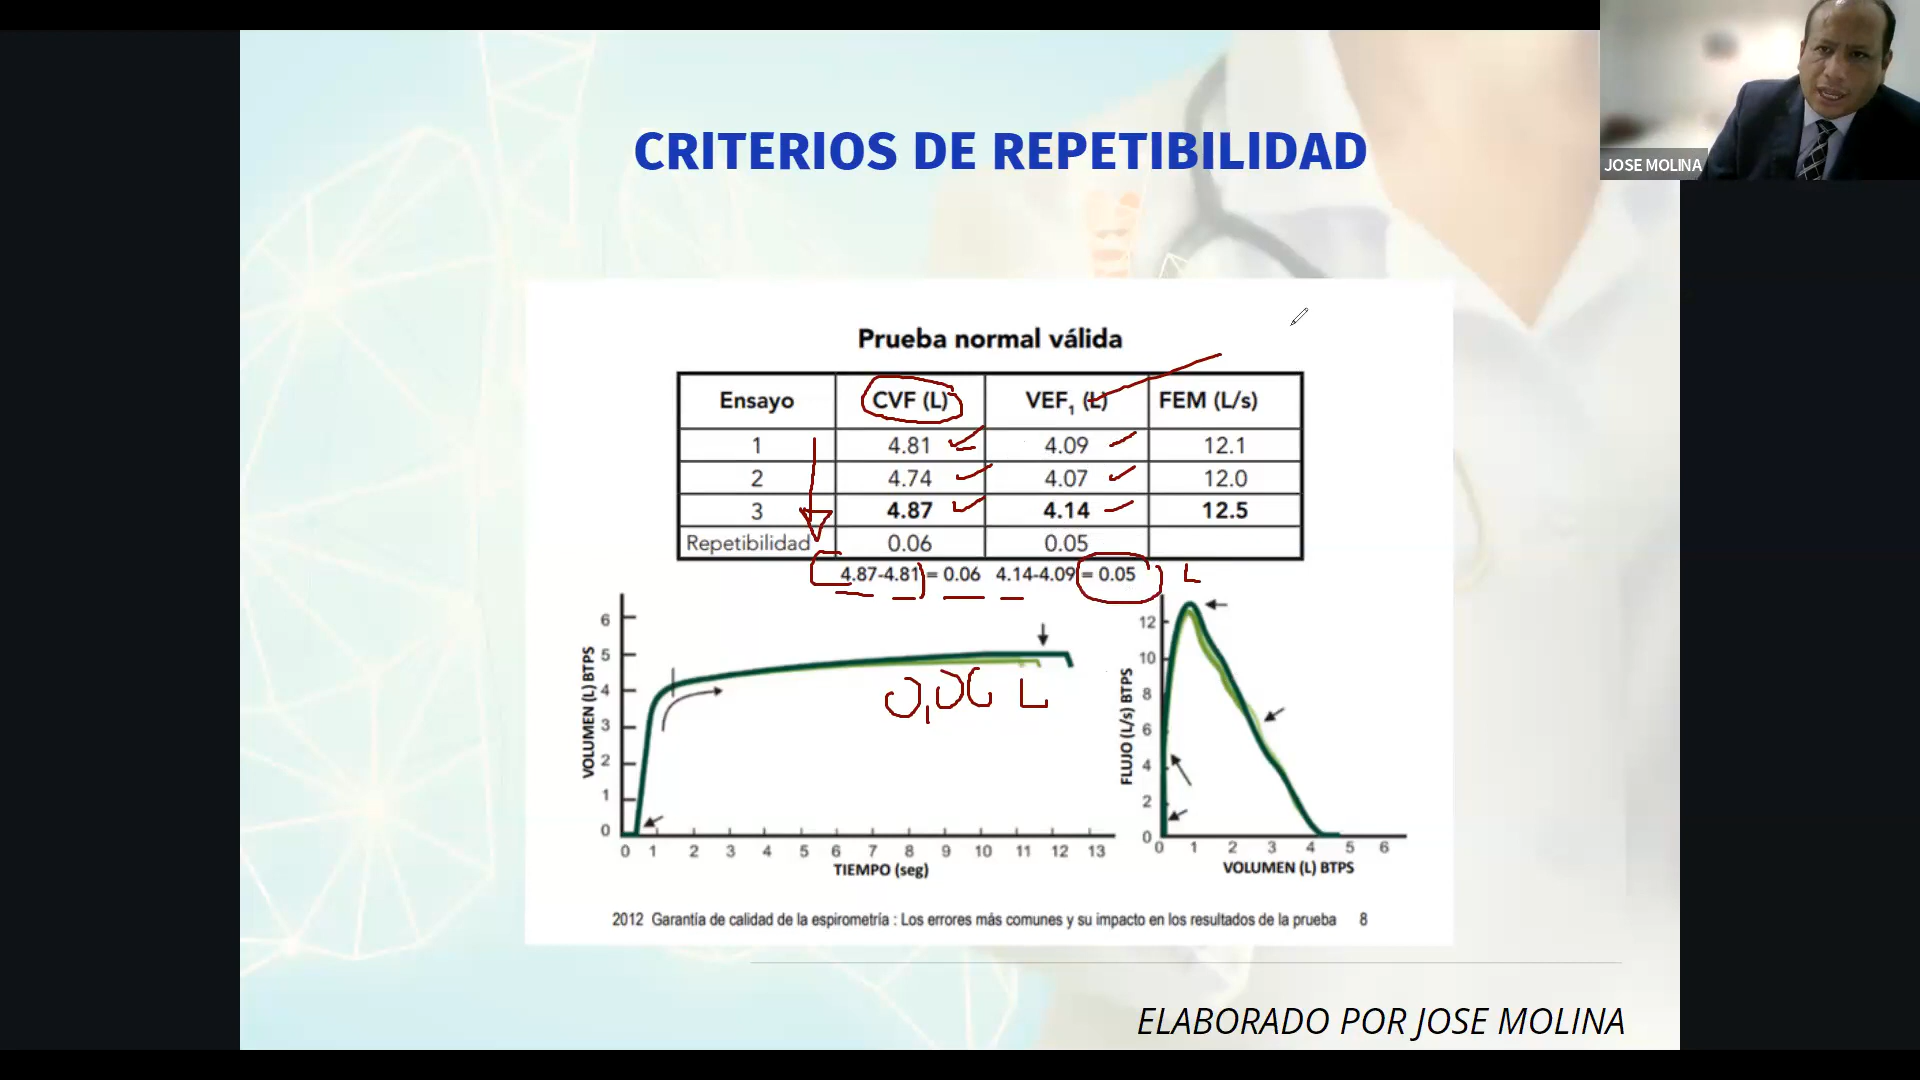 JOSE MOLINA
CRITERIOS DE REPETIBILIDAD
Prueba normal válida
Ensayo CVF (L) VEF₁ (L) FEM (L/s)
1 4.81 4.09 12.1
2 4.74 4.07 12.0
3 4.87 4.14 12.5
Repetibilidad 0.06 0.05
4.87-4.81 = 0.06 4.14-4.09 = 0.05 L
VOLUMEN (L) BTPS
6
5
4
3
2
1
0
0 1 2 3 4 5 6 7 8 9 10 11 12 13
TIEMPO (seg)
0,06 L
FLUJO (L/s) BTPS
12
10
8
6
4
2
0
0 1 2 3 4 5 6
VOLUMEN (L) BTPS
2012 Garantía de calidad de la espirometría : Los errores más comunes y su impacto en los resultados de la prueba 8
ELABORADO POR JOSE MOLINA